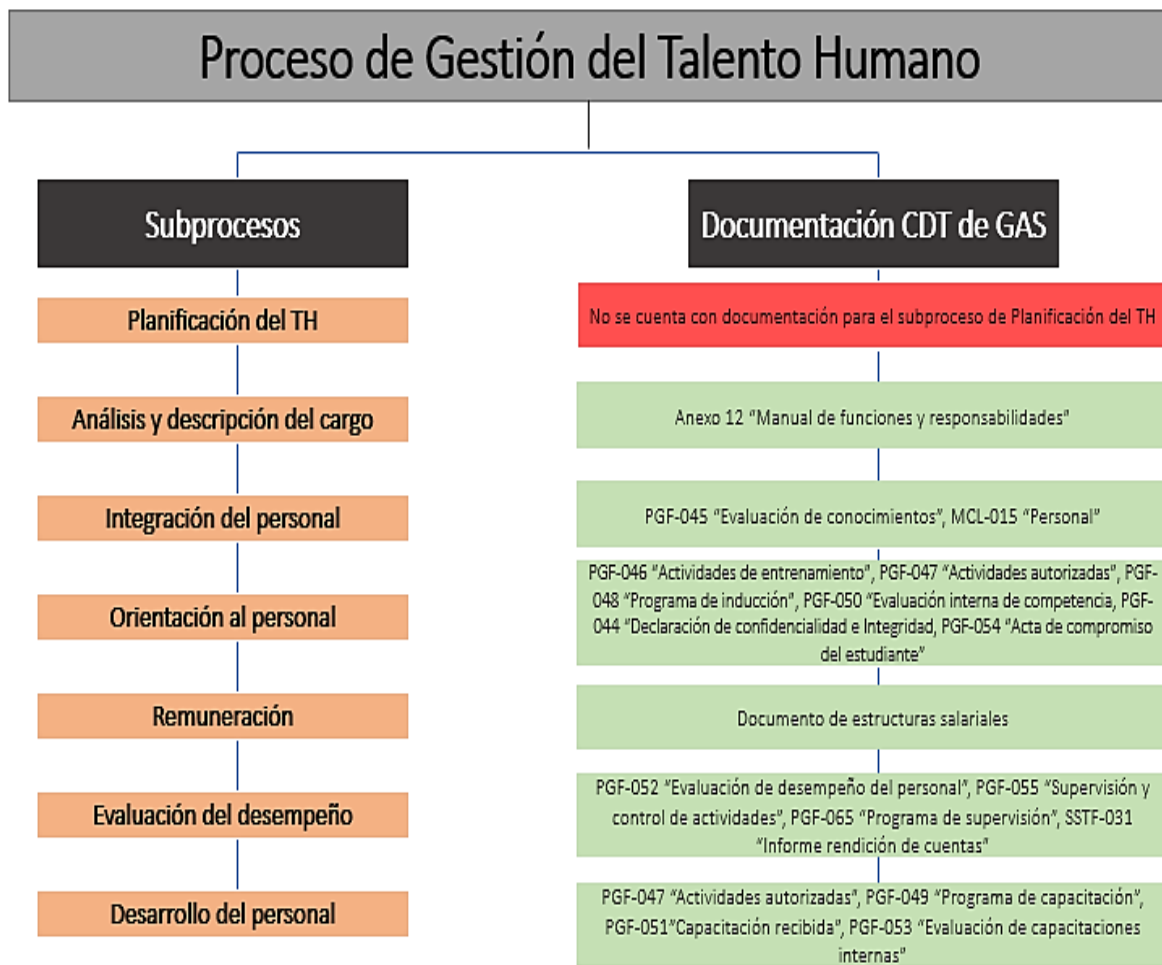 Proceso de Gestión del Talento Humano
Subprocesos
Documentación CDT de GAS
Planificación del TH
No se cuenta con documentación para el subproceso de Planificación del TH
Análisis y descripción del cargo
Anexo 12 “Manual de funciones y responsabilidades”
Integración del personal
PGF-045 “Evaluación de conocimientos”, MCL-015 “Personal”
Orientación al personal
PGF-046 “Actividades de entrenamiento”, PGF-047 “Actividades autorizadas”, PGF-
048 “Programa de inducción”, PGF-050 “Evaluación interna de competencia, PGF-
044 “Declaración de confidencialidad e Integridad, PGF-054 “Acta de compromiso
del estudiante”
Remuneración
Documento de estructuras salariales
Evaluación del desempeño
PGF-052 “Evaluación de desempeño del personal”, PGF-055 “Supervisión y
control de actividades”, PGF-065 “Programa de supervisión”, SSTF-031
“Informe rendición de cuentas”
Desarrollo del personal
PGF-047 “Actividades autorizadas”, PGF-049 “Programa de capacitación”,
PGF-051“Capacitación recibida”, PGF-053 “Evaluación de capacitaciones
internas”